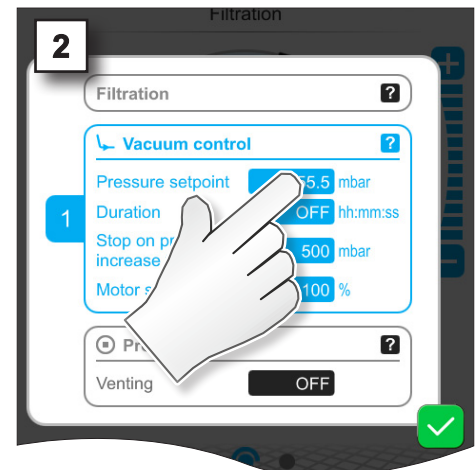 Filtration
2
Filtration ?
Vacuum control ?
1
Pressure setpoint 5.5 mbar
Duration OFF hh:mm:ss
Stop on
increase 500 mbar
Motor 100 %
?
Venting OFF